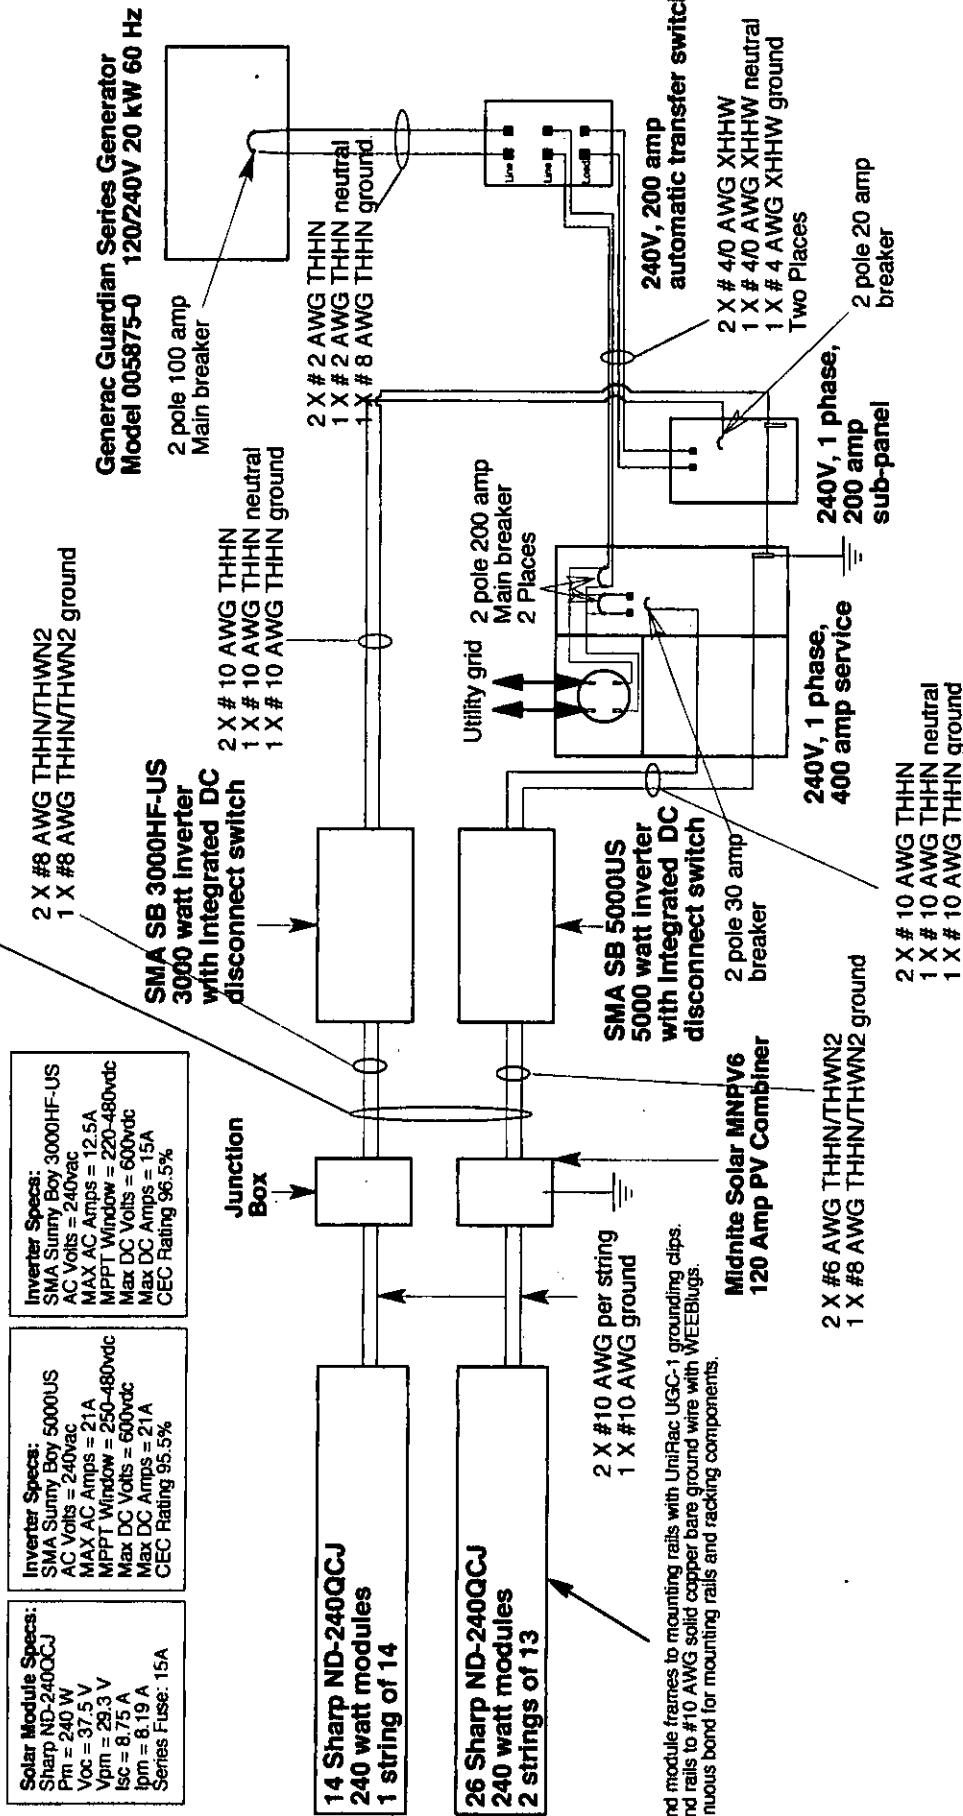 Solar Module Specs:
Sharp ND-240QCJ
Pm = 240 W
Voc = 37.5 V
Vpm = 29.3 V
Isc = 8.75 A
Ipm = 8.19 A
Series Fuse: 15A
Inverter Specs:
SMA Sunny Boy 5000US
AC Volts = 240vac
MAX AC Amps = 21A
MPPT Window = 250-480vdc
Max DC Volts = 600vdc
Max DC Amps = 21A
CEC Rating 95.5%
Inverter Specs:
SMA Sunny Boy 3000HF-US
AC Volts = 240vac
MAX AC Amps = 12.5A
MPPT Window = 220-480vdc
Max DC Volts = 600vdc
Max DC Amps = 15A
CEC Rating 96.5%
2 X #8 AWG THHN/THWN2
1 X #8 AWG THHN/THWN2 ground
Generac Guardian Series Generator
Model 005875-0 120/240V 20 kW 60 Hz
2 pole 100 amp
Main breaker
SMA SB 3000HF-US
3000 watt inverter
with Integrated DC
disconnect switch
2 X # 10 AWG THHN
1 X # 10 AWG THHN neutral
1 X # 10 AWG THHN ground
2 X # 2 AWG THHN
1 X # 2 AWG THHN neutral
1 X # 8 AWG THHN ground
Junction
Box
14 Sharp ND-240QCJ
240 watt modules
1 string of 14
26 Sharp ND-240QCJ
240 watt modules
2 strings of 13
Utility grid
2 pole 200 amp
Main breaker
2 Places
Line
Line
Load
240V, 200 amp
automatic transfer switch
2 X # 4/0 AWG XHHW
1 X # 4/0 AWG XHHW neutral
1 X # 4 AWG XHHW ground
Two Places
2 pole 20 amp
breaker
240V, 1 phase,
200 amp
sub-panel
240V, 1 phase,
400 amp service
SMA SB 5000US
5000 watt inverter
with Integrated DC
disconnect switch
2 pole 30 amp
breaker
2 X #10 AWG per string
1 X #10 AWG ground
Midnite Solar MNPV6
120 Amp PV Combiner
module frames to mounting rails with UniRac UGC-1 grounding clips.
rails to #10 AWG solid copper bare ground wire with WEEBlugs.
bond for mounting rails and racking components.
2 X #6 AWG THHN/THWN2
1 X #8 AWG THHN/THWN2 ground
2 X # 10 AWG THHN
1 X # 10 AWG THHN neutral
1 X # 10 AWG THHN ground